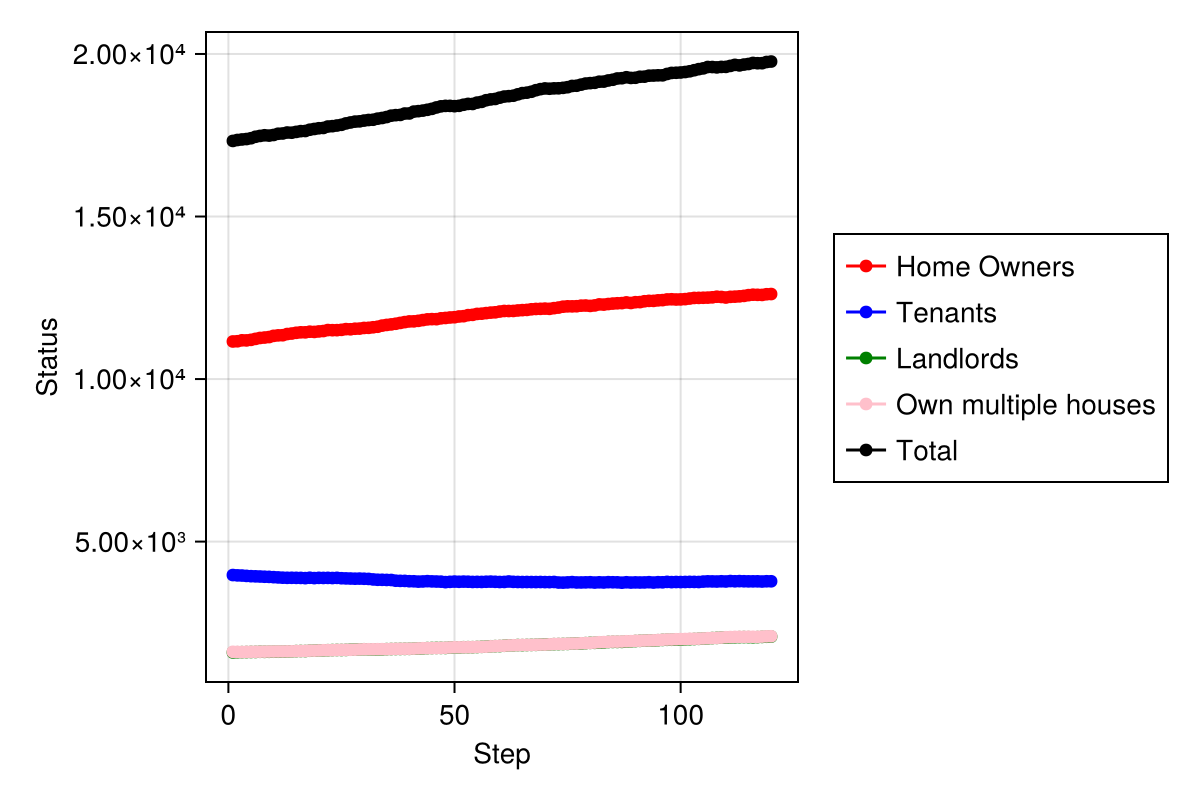 2.00×10⁴
1.50×10⁴
1.00×10⁴
5.00×10³
Status
0 50 100
Step
Home Owners
Tenants
Landlords
Own multiple houses
Total